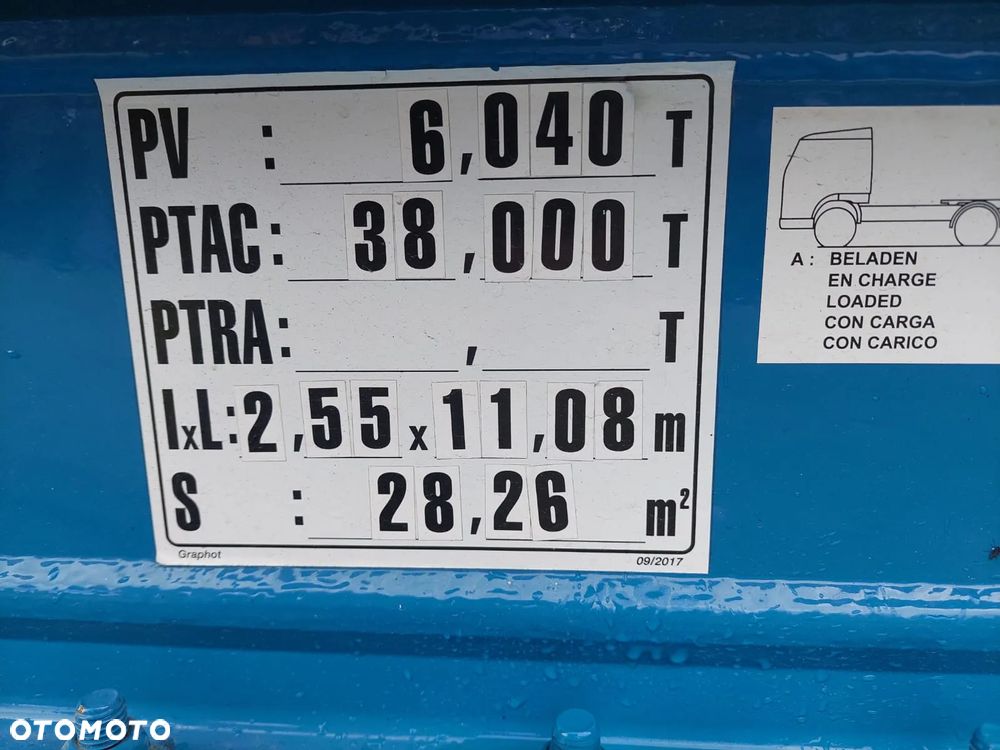 PV : 6,040 T
PTAC: 38,000 T
PTRA: , T
lxL: 2,55 x 11,08 m
S : 28,26 m²
Graphot 09/2017
A : BELADEN
EN CHARGE
LOADED
CON CARGA
CON CARICO
OTOMOTO